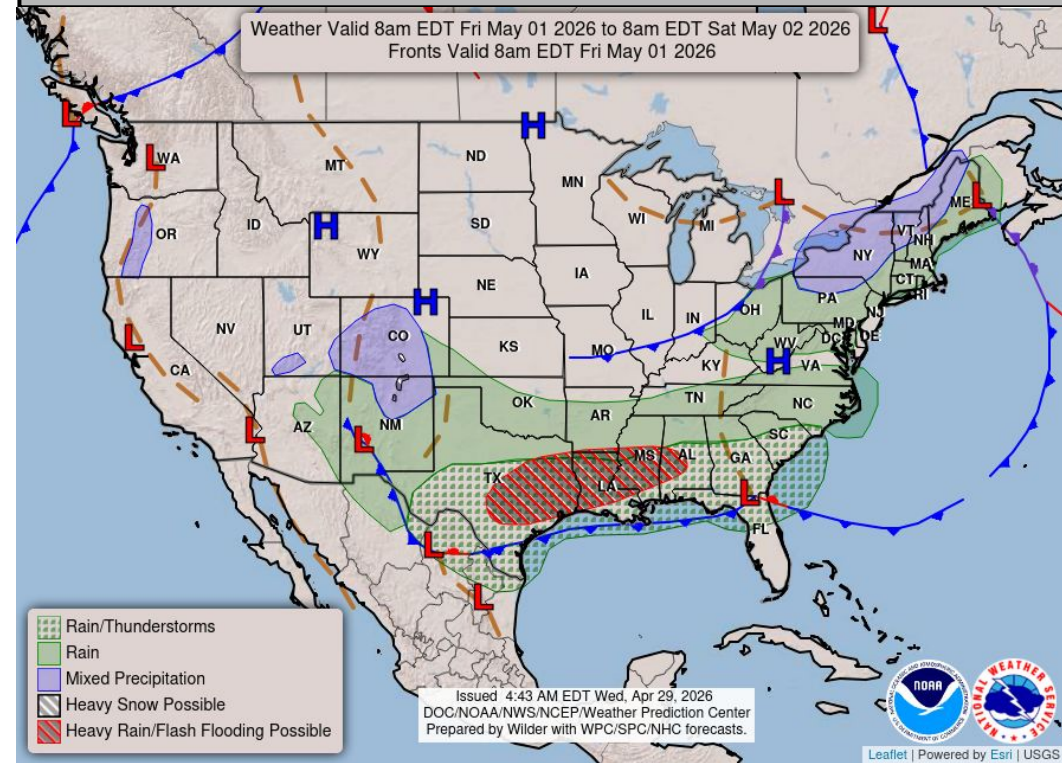 Weather Valid 8am EDT Fri May 01 2026 to 8am EDT Sat May 02 2026
Fronts Valid 8am EDT Fri May 01 2026
L
L
H
L
WA
MT
ND
MN
L
ME
L
OR
ID
H
WY
SD
WI
MI
VT
NH
NY
MA
CT
RI
L
NV
UT
H
CO
NE
IA
IL
IN
OH
PA
NJ
MD
DE
DC
WV
CA
KS
MO
KY
H
VA
L
AZ
NM
L
OK
AR
TN
NC
SC
TX
LA
MS
AL
GA
L
FL
L
L
Rain/Thunderstorms
Rain
Mixed Precipitation
Heavy Snow Possible
Heavy Rain/Flash Flooding Possible
Issued 4:43 AM EDT Wed, Apr 29, 2026
DOC/NOAA/NWS/NCEP/Weather Prediction Center
Prepared by Wilder with WPC/SPC/NHC forecasts.
NOAA
NATIONAL WEATHER SERVICE
Leaflet | Powered by Esri | USGS